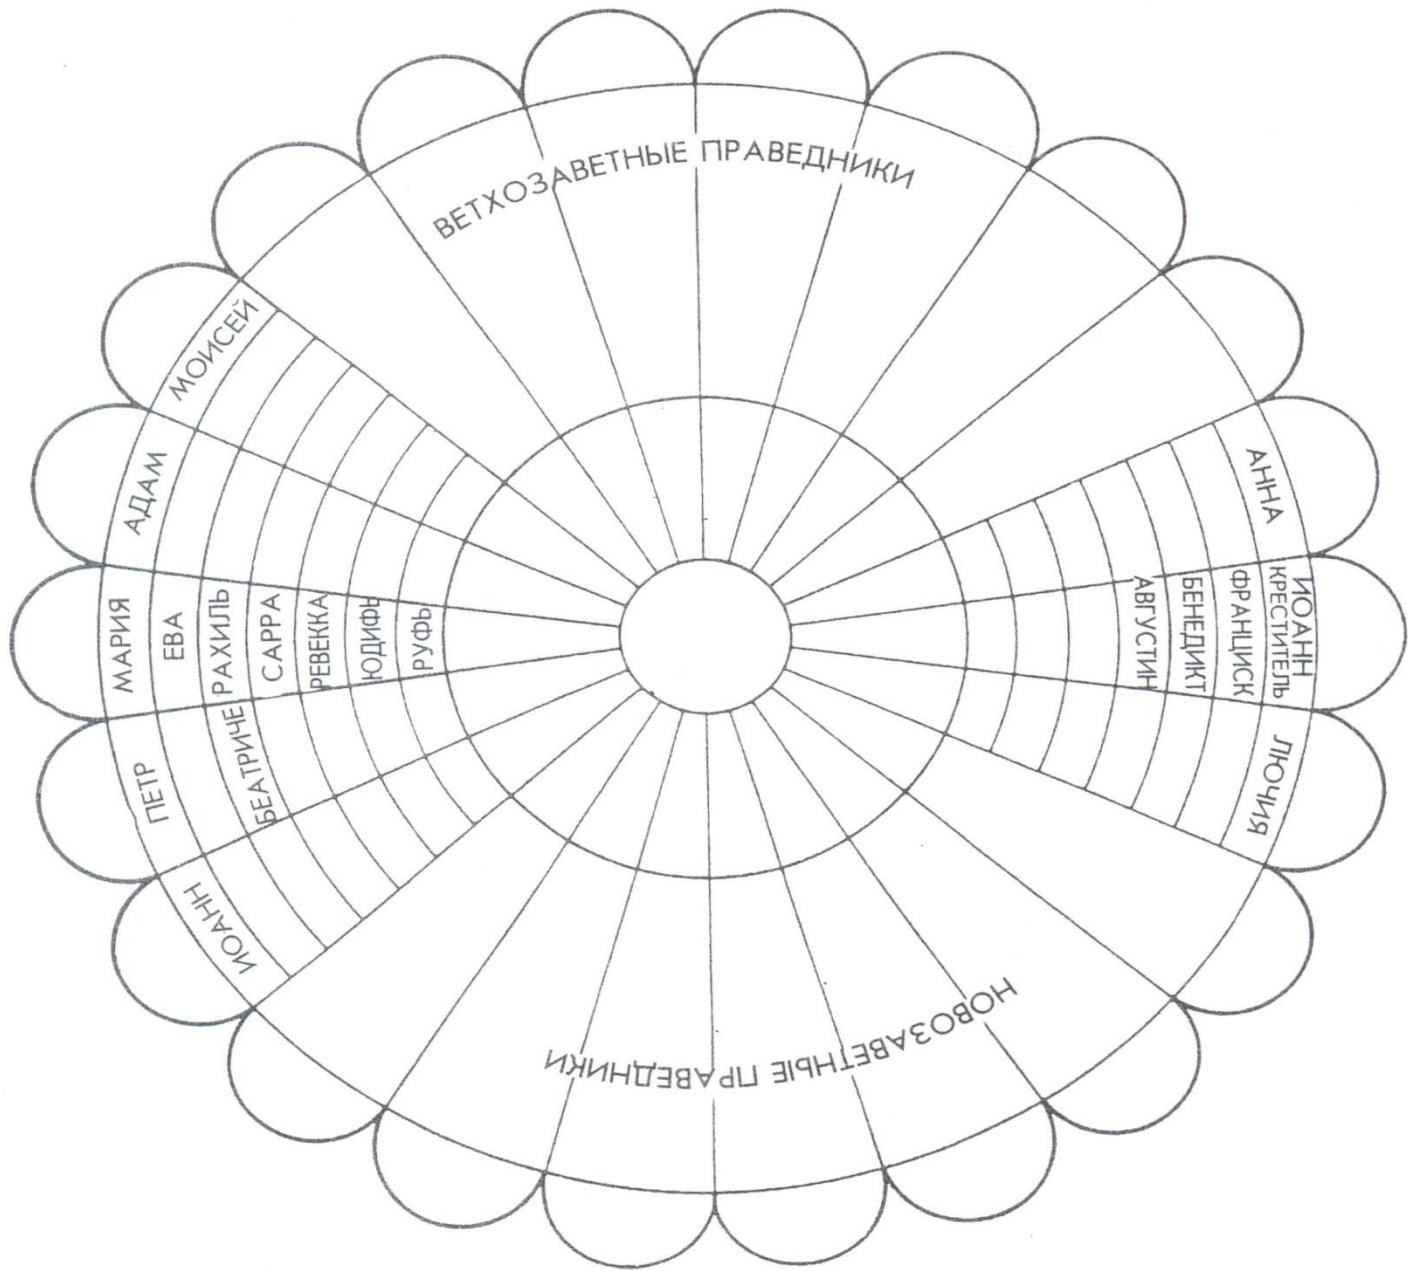 ВЕТХОЗАВЕТНЫЕ ПРАВЕДНИКИ
МОИСЕЙ
АДАМ
МАРИЯ
ЕВА
РАХИЛЬ
САРРА
РЕВЕККА
ЮДИФЬ
РУФЬ
ПЕТР
БЕАТРИЧЕ
ИОАНН
АННА
ИОАНН
КРЕСТИТЕЛЬ
ФРАНЦИСК
БЕНЕДИКТ
АВГУСТИН
ЛЮЧИЯ
НОВОЗАВЕТНЫЕ ПРАВЕДНИКИ